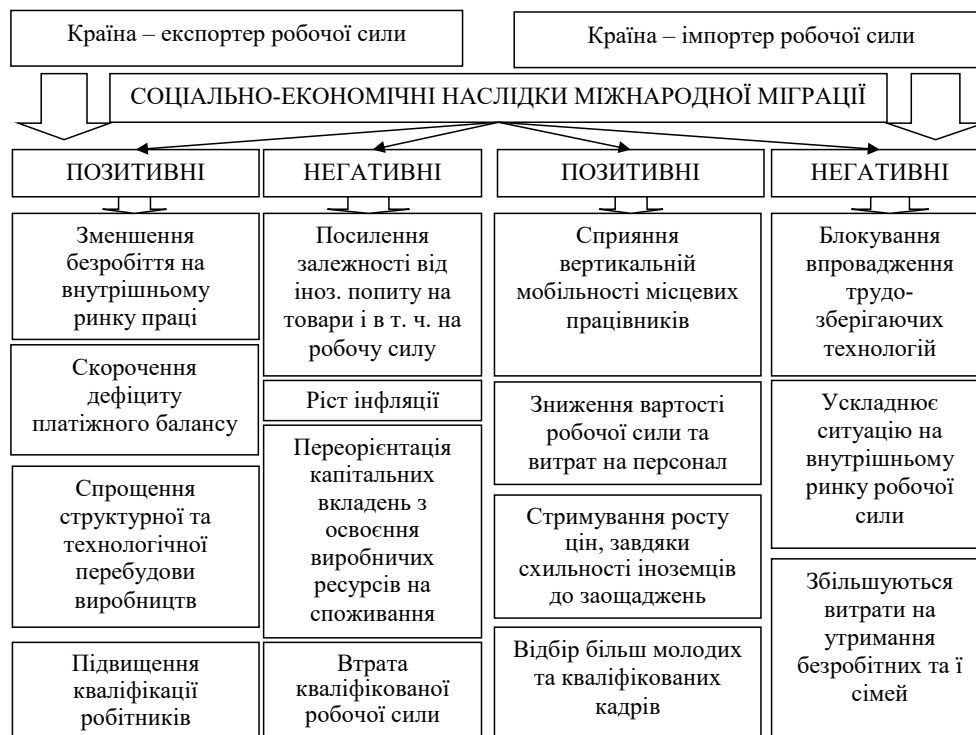 Країна – експортер робочої сили
Країна – імпортер робочої сили
СОЦІАЛЬНО-ЕКОНОМІЧНІ НАСЛІДКИ МІЖНАРОДНОЇ МІГРАЦІЇ
ПОЗИТИВНІ
Зменшення
безробіття на
внутрішньому
ринку праці
Скорочення
дефіциту
платіжного балансу
Спрощення
структурної та
технологічної
перебудови
виробництв
Підвищення
кваліфікації
робітників
НЕГАТИВНІ
Посилення
залежності від
іноз. попиту на
товари і в т. ч. на
робочу силу
Ріст інфляції
Переорієнтація
капітальних
вкладень з
освоєння
виробничих
ресурсів на
споживання
Втрата
кваліфікованої
робочої сили
ПОЗИТИВНІ
Сприяння
вертикальній
мобільності місцевих
працівників
Зниження вартості
робочої сили та
витрат на персонал
Стримування росту
цін, завдяки
схильності іноземців
до заощаджень
Відбір більш молодих
та кваліфікованих
кадрів
НЕГАТИВНІ
Блокування
впровадження
трудо-
зберігаючих
технологій
Ускладнює
ситуацію на
внутрішньому
ринку робочої
сили
Збільшуються
витрати на
утримання
безробітних та ї
сімей